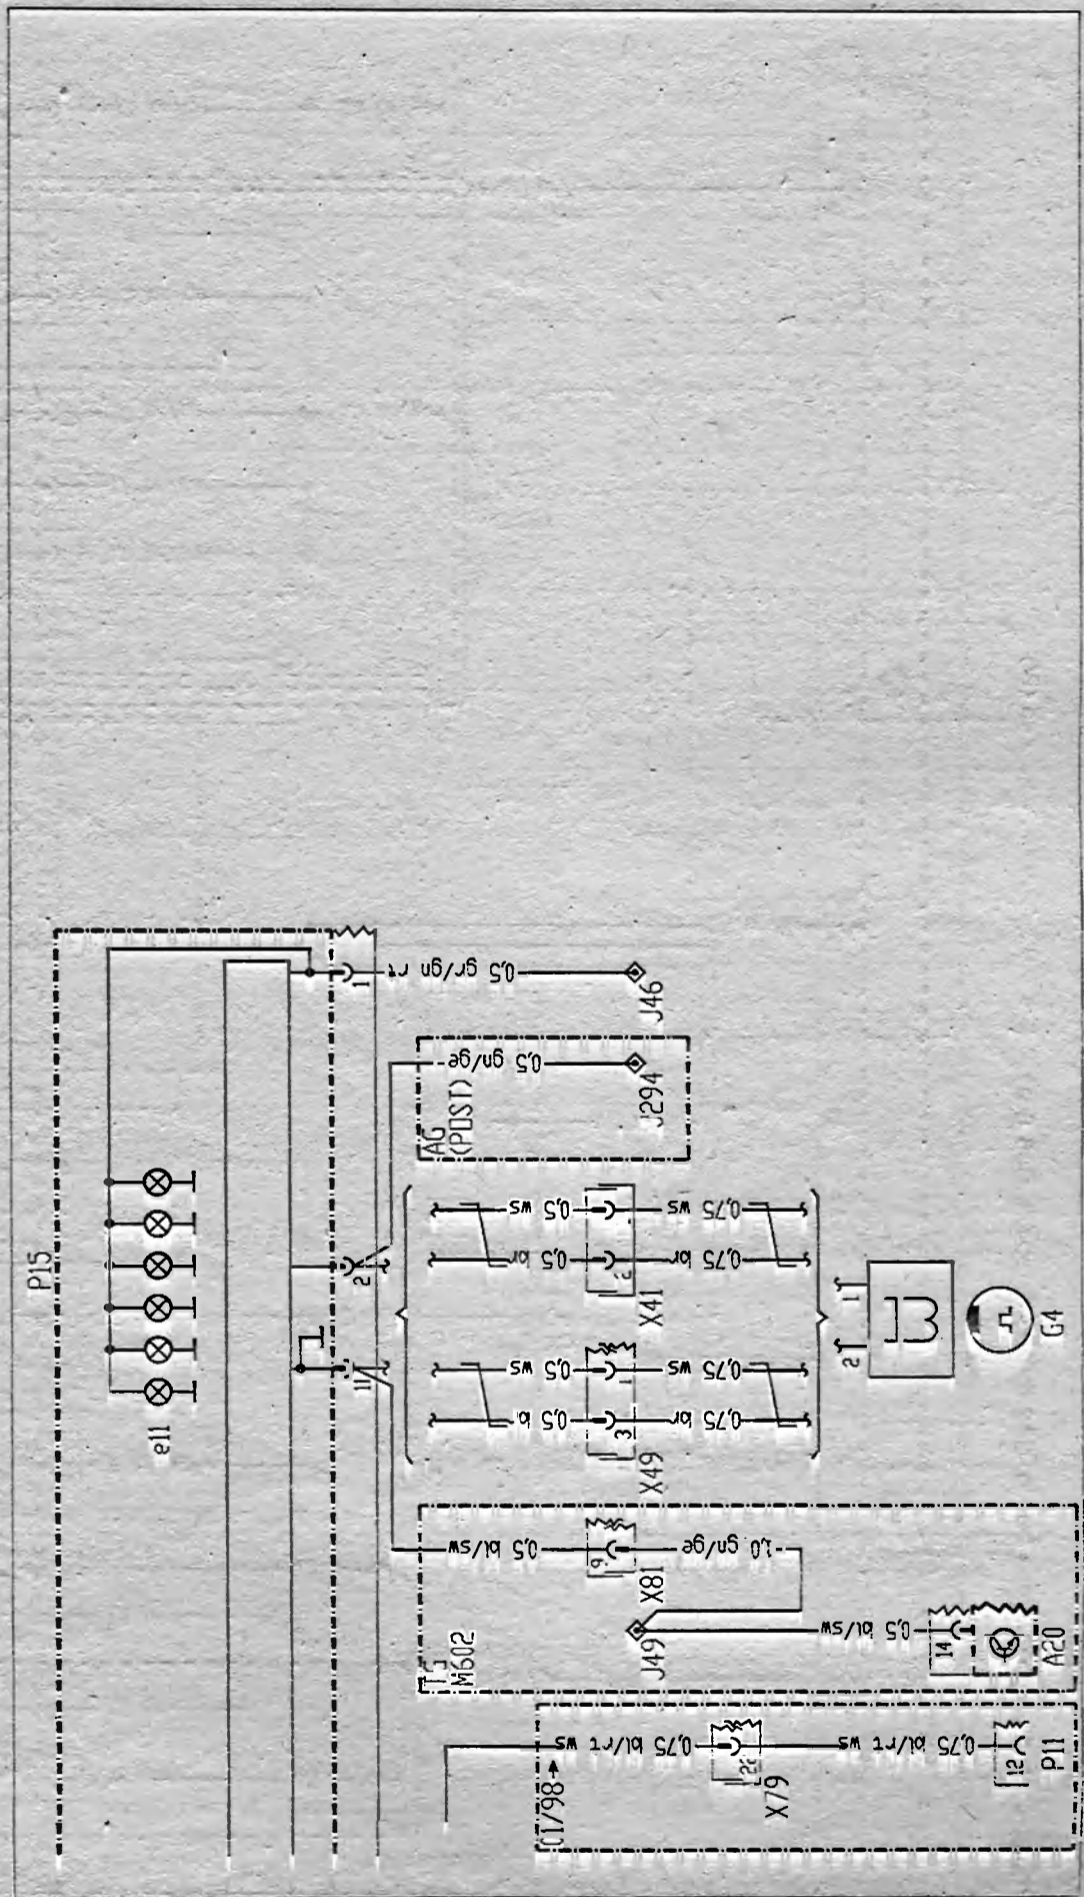 P15
e11
1
0,5 gr/gn rt
J46
AG
(POST)
0,5 gn/ge
J294
2
11
0,5 ws
0,75 ws
0,5 br
2
0,75 br
X41
0,5 ws
1
0,75 ws
0,5 bl
3
0,75 br
X49
1
2
G4
0,5 bl/sw
9
1,0 gn/ge
X81
J49
M602
0,5 bl/sw
14
A20
01/98→
0,75 bl/rt ws
X79
0,75 bl/rt ws
12
P11